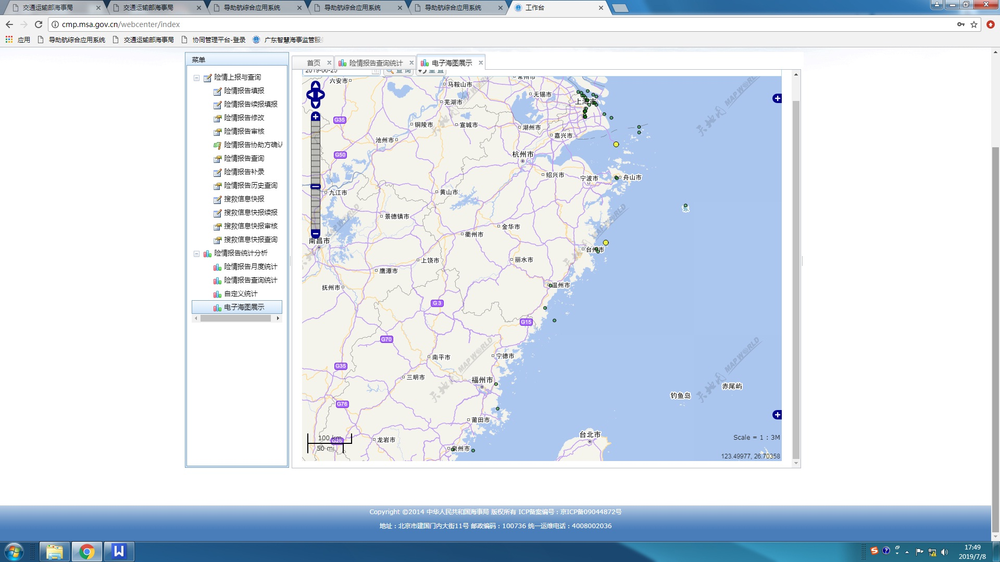 交通运输部海事局
交通运输部海事局
导助航综合应用系统
导助航综合应用系统
导助航综合应用系统
工作台
cmp.msa.gov.cn/webcenter/index
应用
导助航综合应用系统
交通运输部海事局
协同管理平台-登录
广东智慧海事监管服
菜单
险情上报与查询
险情报告填报
险情报告续报填报
险情报告修改
险情报告审核
险情报告协助方确认
险情报告查询
险情报告补录
险情报告历史查询
搜救信息快报
搜救信息快报续报
搜救信息快报审核
搜救信息快报查询
险情报告统计分析
险情报告月度统计
险情报告查询统计
自定义统计
电子海图展示
首页
险情报告查询统计
电子海图展示
2019-06-25
查 询
重 置
六安市
马鞍山市
常州市
无锡市
上海市
芜湖市
G35
铜陵市
宣城市
湖州市
嘉兴市
池州市
G50
杭州市
绍兴市
宁波市
舟山市
九江市
黄山市
东
景德镇市
金华市
衢州市
南昌市
台州市
上饶市
丽水市
鹰潭市
抚州市
温州市
G3
G15
G70
南平市
宁德市
G35
三明市
福州市
钓鱼岛
赤尾屿
G76
莆田市
台北市
龙岩市
泉州市
G25
100 km
50 mi
天地图 MAP WORLD
天地图 MAP WORLD
天地图 MAP WORLD
天地图 MAP WORLD
Scale = 1 : 3M
123.49977, 26.70358
Copyright ©2014 中华人民共和国海事局 版权所有 ICP备案编号：京ICP备09044872号
地址：北京市建国门内大街11号 邮政编码：100736 统一运维电话：4008002036
17:49
2019/7/8